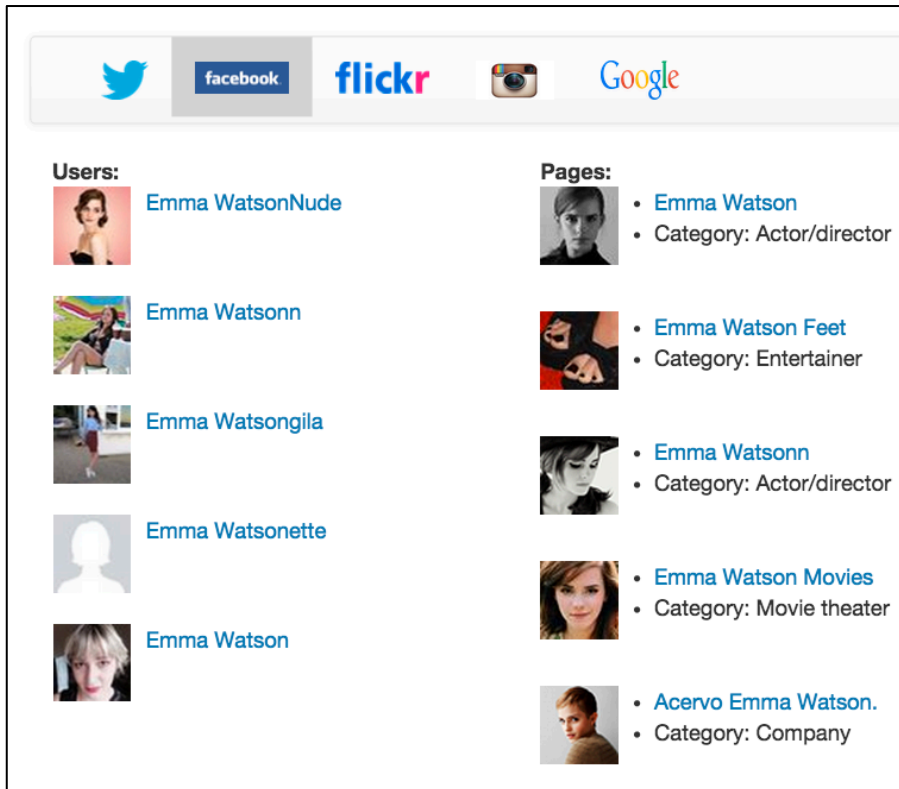 facebook
flickr
Google
Users:
Emma WatsonNude
Emma Watsonn
Emma Watsongila
Emma Watsonette
Emma Watson
Pages:
Emma Watson
Category: Actor/director
Emma Watson Feet
Category: Entertainer
Emma Watsonn
Category: Actor/director
Emma Watson Movies
Category: Movie theater
Acervo Emma Watson.
Category: Company